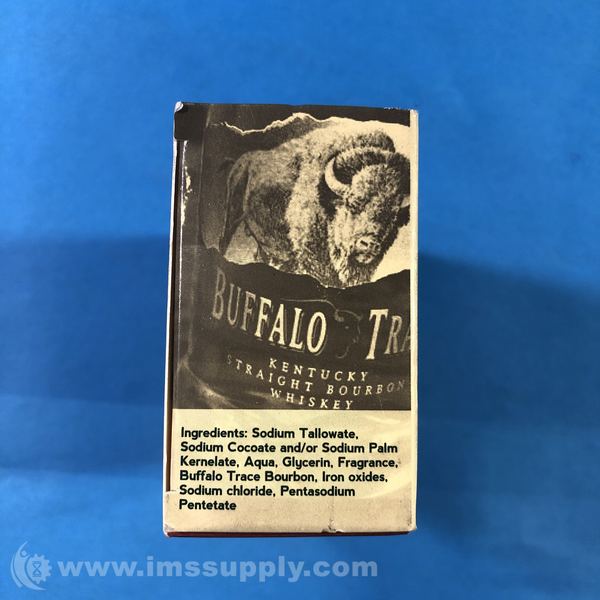 BUFFALO TRA
KENTUCKY
STRAIGHT BOURBON
WHISKEY
Ingredients: Sodium Tallowate,
Sodium Cocoate and/or Sodium Palm
Kernelate, Aqua, Glycerin, Fragrance,
Buffalo Trace Bourbon, Iron oxides,
Sodium chloride, Pentasodium
Pentetate
www.imssupply.com